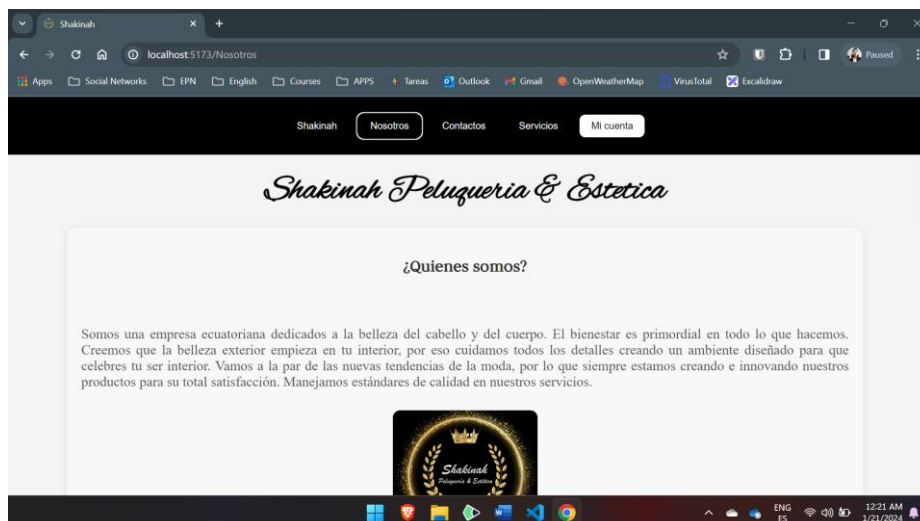 Shakinah
localhost:5173/Nosotros
Paused
Apps Social Networks EPN English Courses APPS Tareas Outlook Gmail OpenWeatherMap VirusTotal Excalidraw
Shakinah Nosotros Contactos Servicios Mi cuenta
Shakinah Peluqueria & Estetica
¿Quienes somos?
Somos una empresa ecuatoriana dedicados a la belleza del cabello y del cuerpo. El bienestar es primordial en todo lo que hacemos.
Creemos que la belleza exterior empieza en tu interior, por eso cuidamos todos los detalles creando un ambiente diseñado para que
celebres tu ser interior. Vamos a la par de las nuevas tendencias de la moda, por lo que siempre estamos creando e innovando nuestros
productos para su total satisfacción. Manejamos estándares de calidad en nuestros servicios.
Shakinah
Peluqueria & Estética
ENG
ES
12:21 AM
1/21/2024